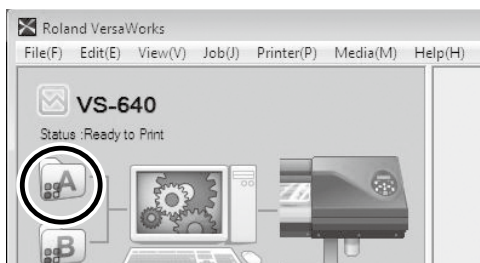 Roland VersaWorks
File(F) Edit(E) View(V) Job(J) Printer(P) Media(M) Help(H)
VS-640
Status :Ready to Print
A
B